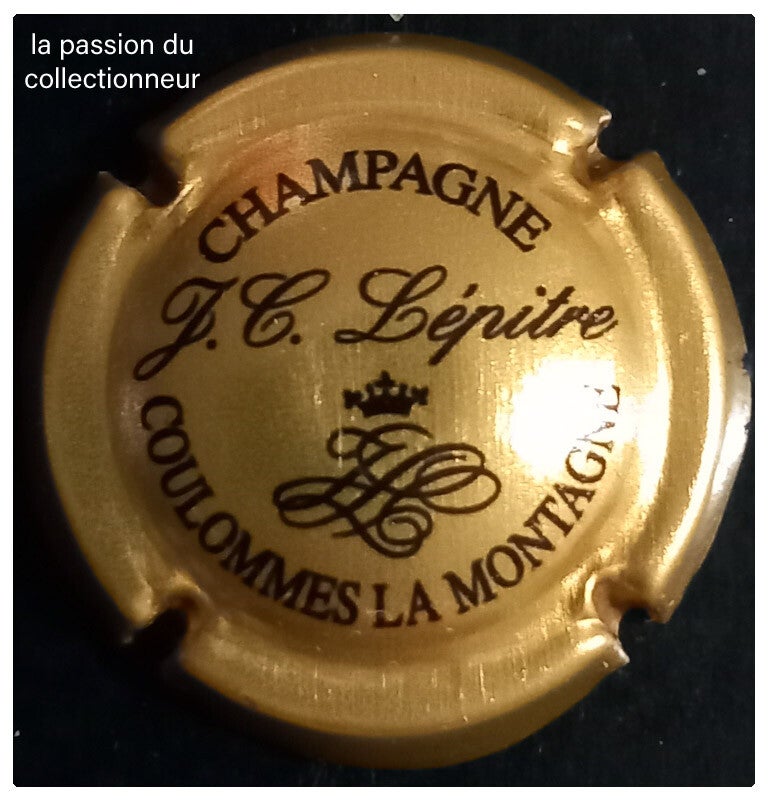 la passion du
collectionneur
CHAMPAGNE
J.C. Lépitre
COULOMMES LA MONTAGNE